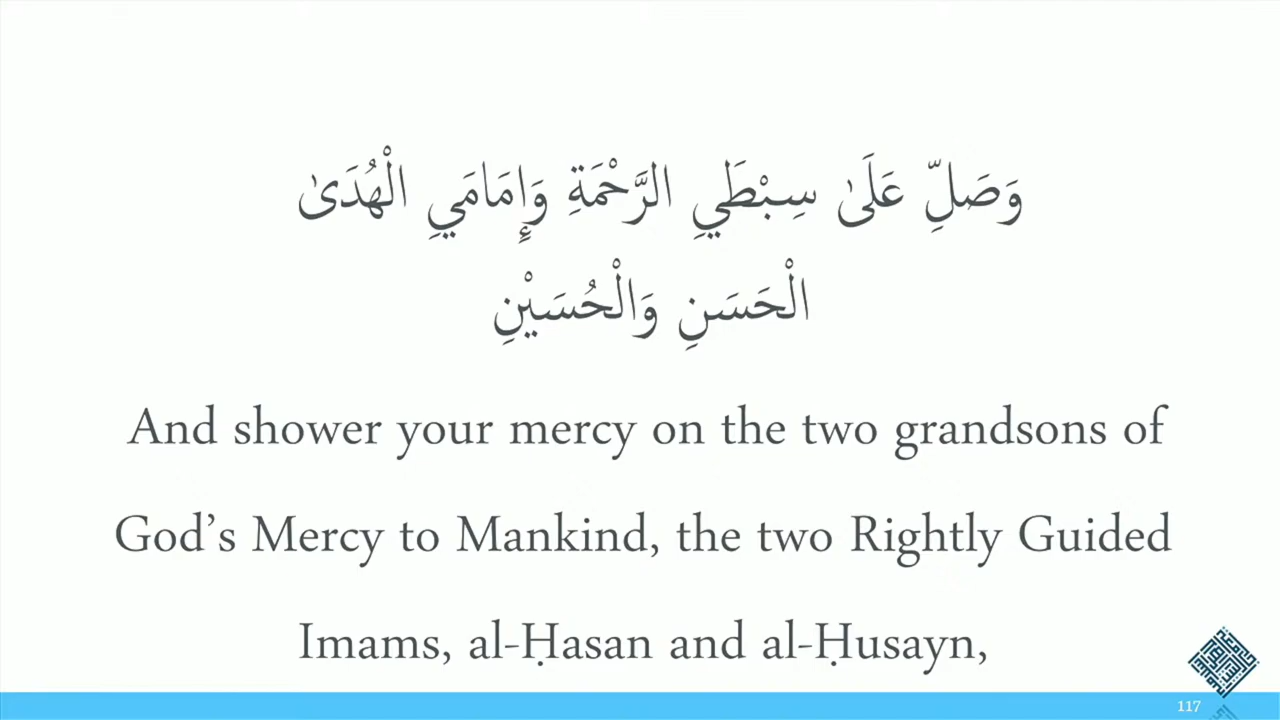 وَصَلِّ عَلَىٰ سِبْطَيِ الرَّحْمَةِ وَإِمَامَيِ الْهُدَىٰ
الْحَسَنِ وَالْحُسَيْنِ
And shower your mercy on the two grandsons of
God’s Mercy to Mankind, the two Rightly Guided
Imams, al-Ḥasan and al-Ḥusayn,
117